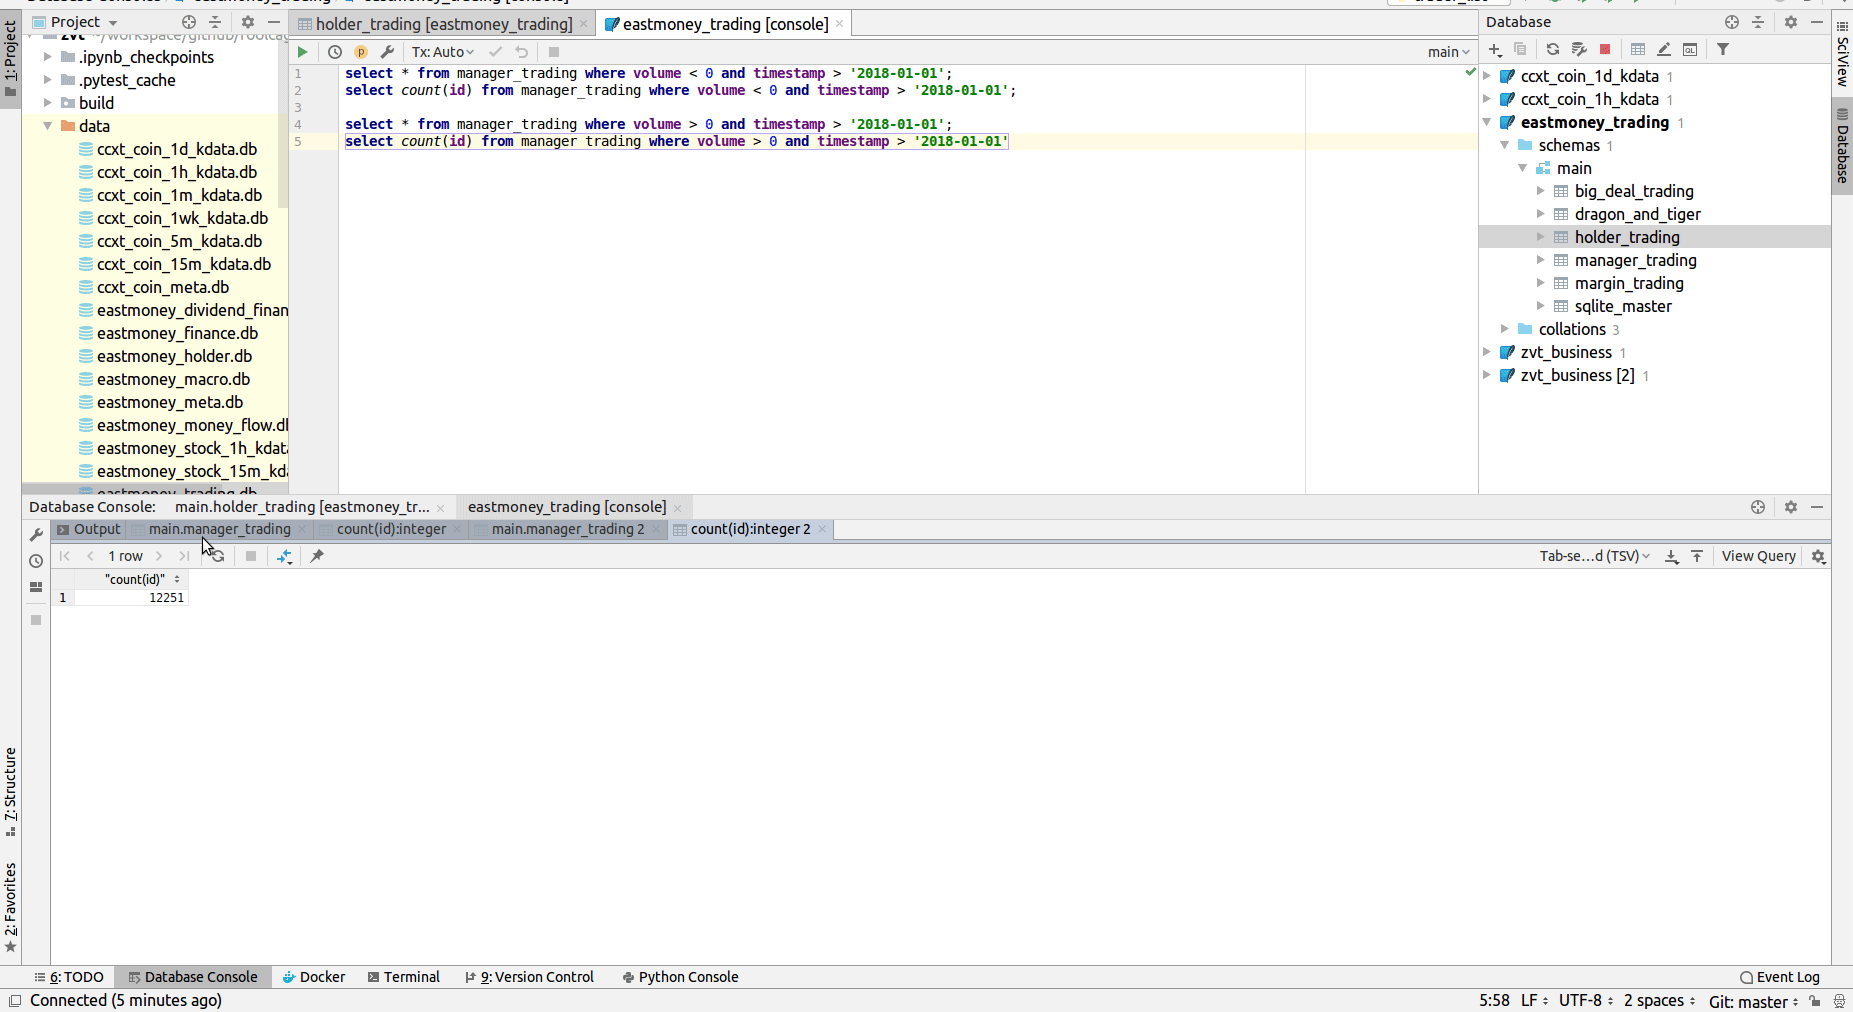 Project
holder_trading [eastmoney_trading]
eastmoney_trading [console]
Database
1: Project
.ipynb_checkpoints
.pytest_cache
build
data
ccxt_coin_1d_kdata.db
ccxt_coin_1h_kdata.db
ccxt_coin_1m_kdata.db
ccxt_coin_1wk_kdata.db
ccxt_coin_5m_kdata.db
ccxt_coin_15m_kdata.db
ccxt_coin_meta.db
eastmoney_dividend_finan
eastmoney_finance.db
eastmoney_holder.db
eastmoney_macro.db
eastmoney_meta.db
eastmoney_money_flow.d
eastmoney_stock_1h_kdat
eastmoney_stock_15m_kd
eastmoney_trading.db
Tx: Auto
main
1 select * from manager_trading where volume < 0 and timestamp > '2018-01-01';
2 select count(id) from manager_trading where volume < 0 and timestamp > '2018-01-01';
3
4 select * from manager_trading where volume > 0 and timestamp > '2018-01-01';
5 select count(id) from manager_trading where volume > 0 and timestamp > '2018-01-01'
ccxt_coin_1d_kdata 1
ccxt_coin_1h_kdata 1
eastmoney_trading 1
schemas 1
main
big_deal_trading
dragon_and_tiger
holder_trading
manager_trading
margin_trading
sqlite_master
collations 3
zvt_business 1
zvt_business [2] 1
SciView
Database
Database Console: main.holder_trading [eastmoney_tr... eastmoney_trading [console]
Output main.manager_trading count(id):integer main.manager_trading 2 count(id):integer 2
1 row
Tab-se...d (TSV) View Query
"count(id)"
1 12251
7: Structure
2: Favorites
6: TODO Database Console Docker Terminal 9: Version Control Python Console Event Log
Connected (5 minutes ago) 5:58 LF UTF-8 2 spaces Git: master